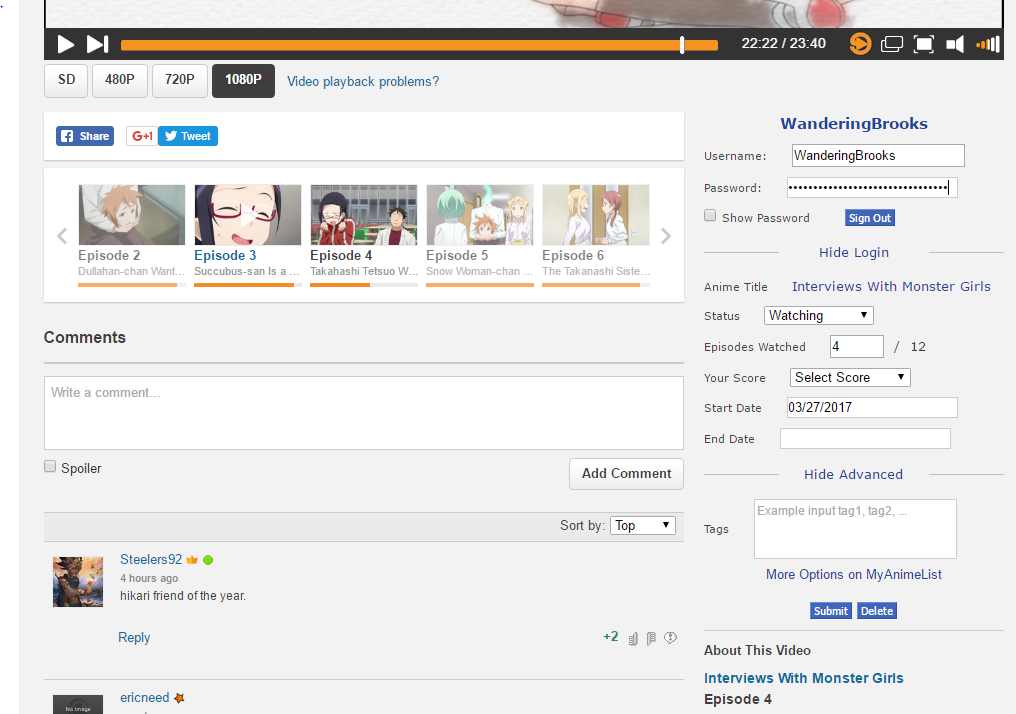 22:22 / 23:40
SD 480P 720P 1080P Video playback problems?
Share G+1 Tweet
Episode 2 Episode 3 Episode 4 Episode 5 Episode 6
Dullahan-chan Want... Succubus-san Is a ... Takahashi Tetsuo W... Snow Woman-chan ... The Takanashi Siste...
Comments
Write a comment...
Spoiler Add Comment
Sort by: Top
Steelers92
4 hours ago
hikari friend of the year.
Reply +2
No Image
ericneed
WanderingBrooks
Username: WanderingBrooks
Password: ••••••••••••••••••••••••••••••••
Show Password Sign Out
Hide Login
Anime Title Interviews With Monster Girls
Status Watching
Episodes Watched 4 / 12
Your Score Select Score
Start Date 03/27/2017
End Date
Hide Advanced
Tags Example input tag1, tag2, ...
More Options on MyAnimeList
Submit Delete
About This Video
Interviews With Monster Girls
Episode 4